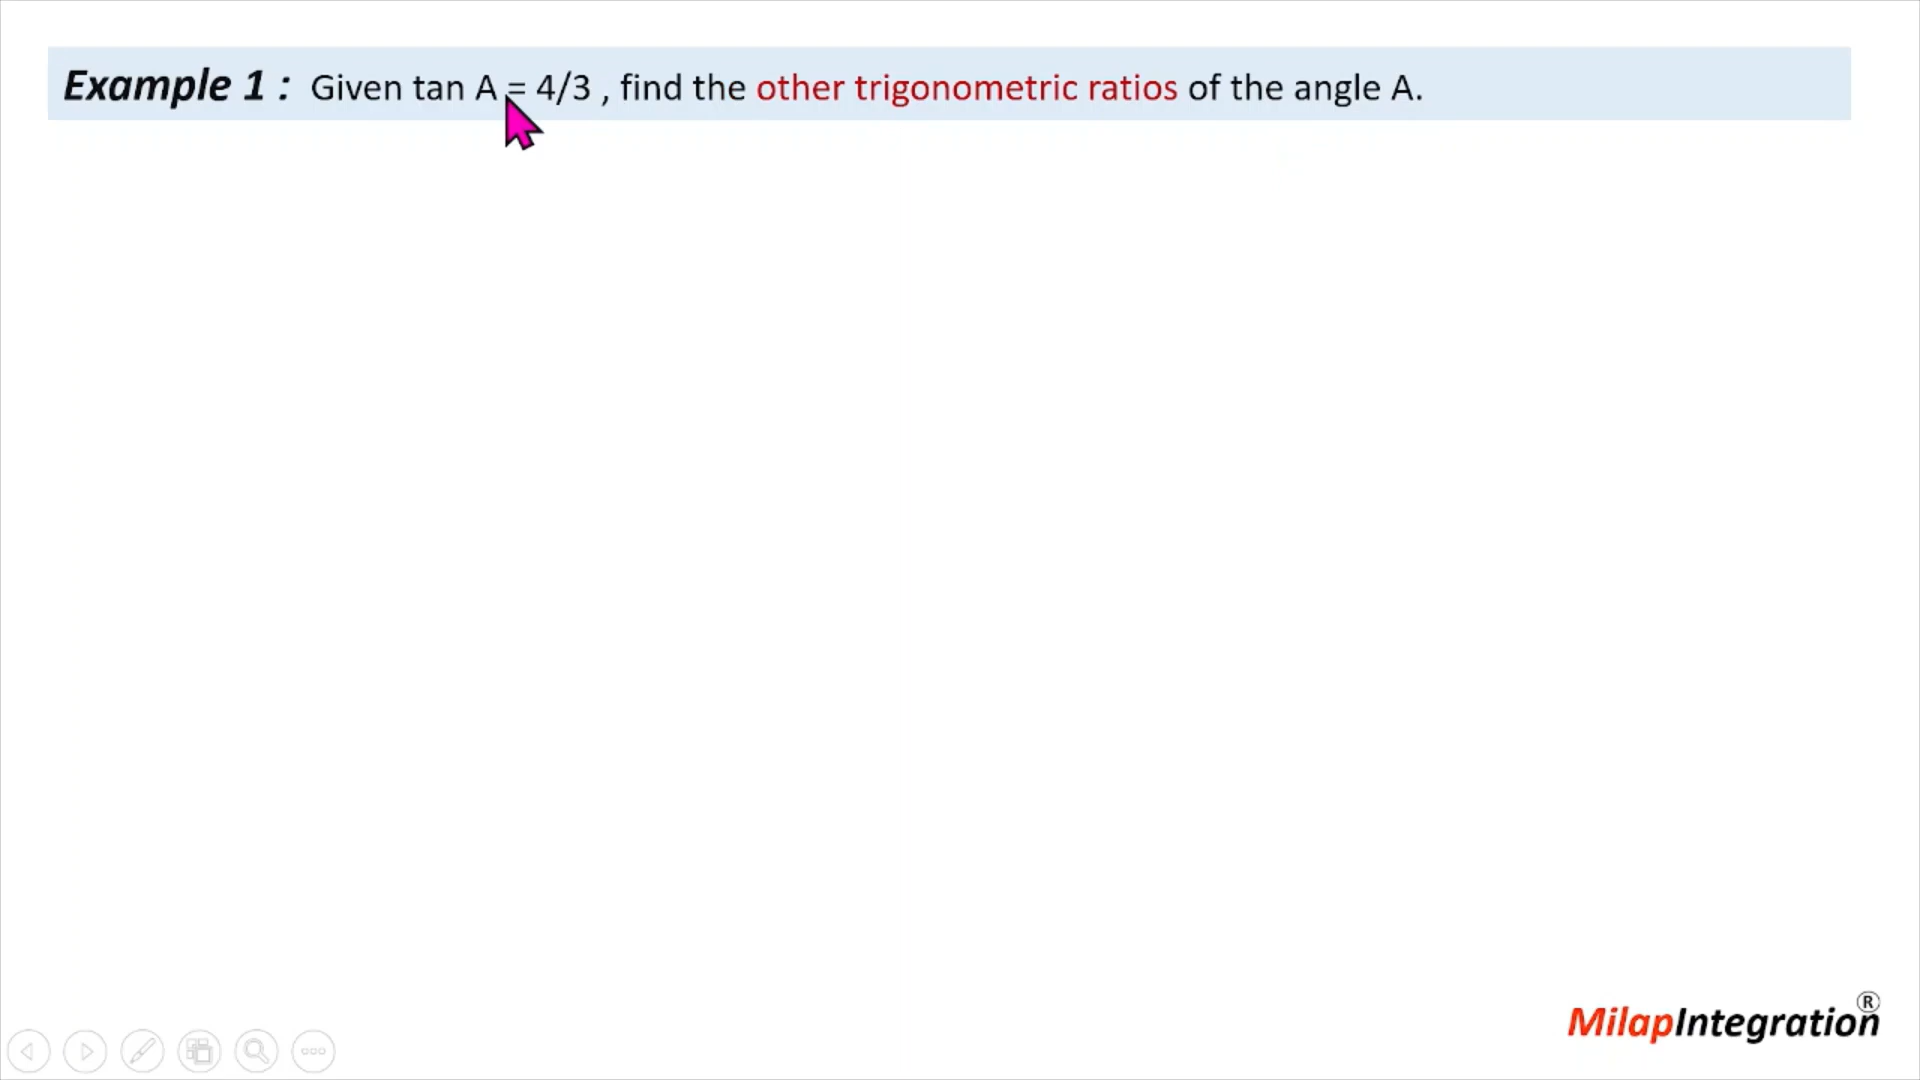 Example 1 : Given tan A = 4/3 , find the other trigonometric ratios of the angle A.
MilapIntegration®